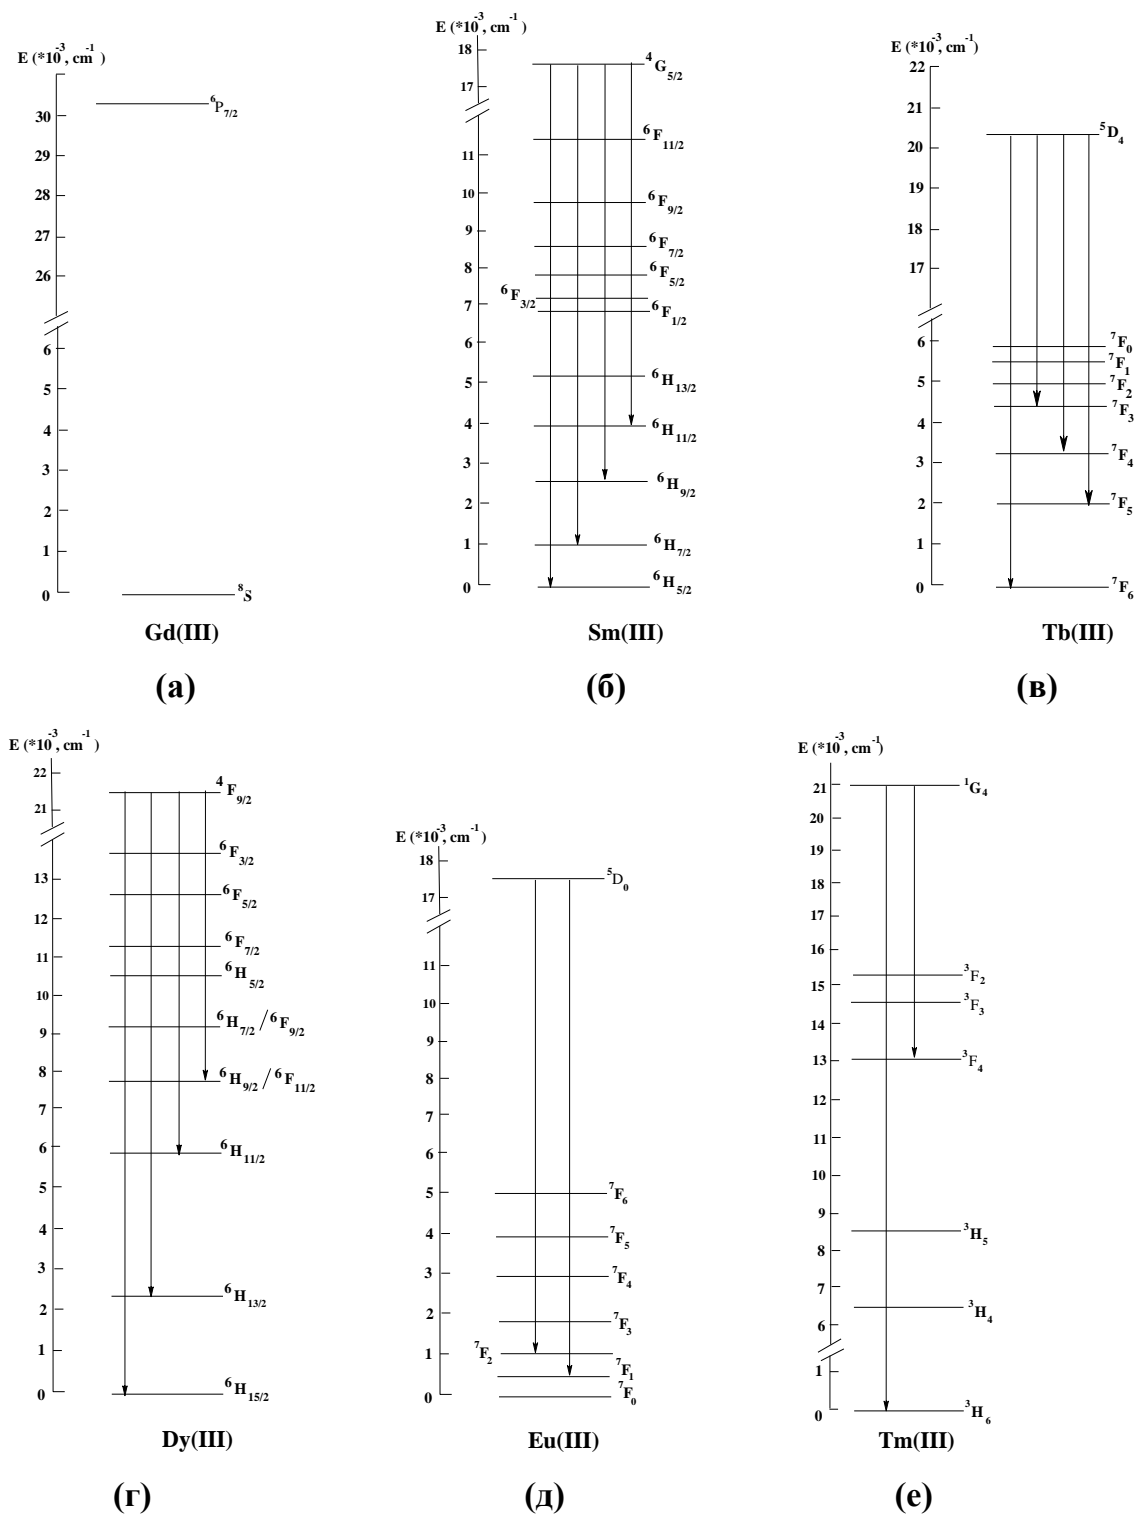 E (*10⁻³, cm⁻¹)
30
29
28
27
26
6
5
4
3
2
1
0
⁶P₇/₂
⁸S
Gd(III)
(а)
E (*10⁻³, cm⁻¹)
18
17
11
10
9
8
7
6
5
4
3
2
1
0
⁴G₅/₂
⁶F₁₁/₂
⁶F₉/₂
⁶F₇/₂
⁶F₅/₂
⁶F₃/₂
⁶F₁/₂
⁶H₁₃/₂
⁶H₁₁/₂
⁶H₉/₂
⁶H₇/₂
⁶H₅/₂
Sm(III)
(б)
E (*10⁻³, cm⁻¹)
22
21
20
19
18
17
6
5
4
3
2
1
0
⁵D₄
⁷F₀
⁷F₁
⁷F₂
⁷F₃
⁷F₄
⁷F₅
⁷F₆
Tb(III)
(в)
E (*10⁻³, cm⁻¹)
22
21
13
12
11
10
9
8
7
6
5
4
3
2
1
0
⁴F₉/₂
⁶F₃/₂
⁶F₅/₂
⁶F₇/₂
⁶H₅/₂
⁶H₇/₂ / ⁶F₉/₂
⁶H₉/₂ / ⁶F₁₁/₂
⁶H₁₁/₂
⁶H₁₃/₂
⁶H₁₅/₂
Dy(III)
(г)
E (*10⁻³, cm⁻¹)
18
17
11
10
9
8
7
6
5
4
3
2
1
0
⁵D₀
⁷F₆
⁷F₅
⁷F₄
⁷F₃
⁷F₂
⁷F₁
⁷F₀
Eu(III)
(д)
E (*10⁻³, cm⁻¹)
21
20
19
18
17
16
15
14
13
12
11
10
9
8
7
6
1
0
¹G₄
³F₂
³F₃
³F₄
³H₅
³H₄
³H₆
Tm(III)
(е)